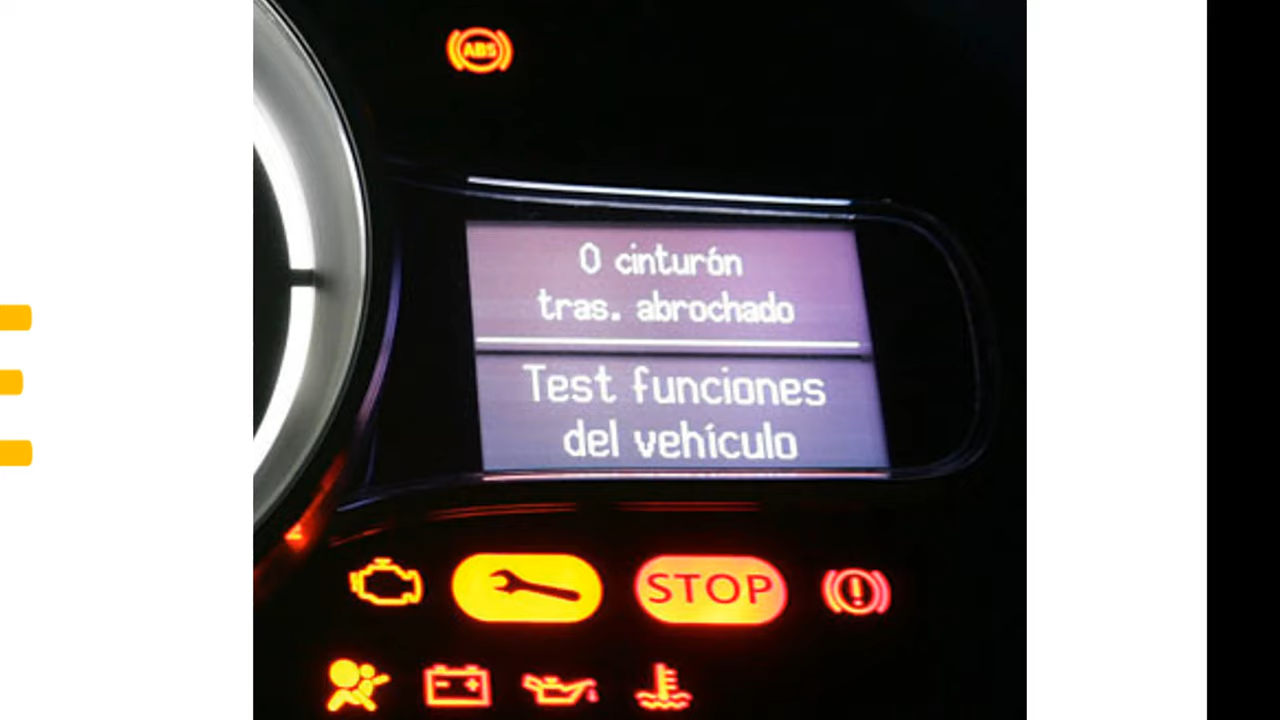 ABS
0 cinturón
tras. abrochado
Test funciones
del vehículo
STOP